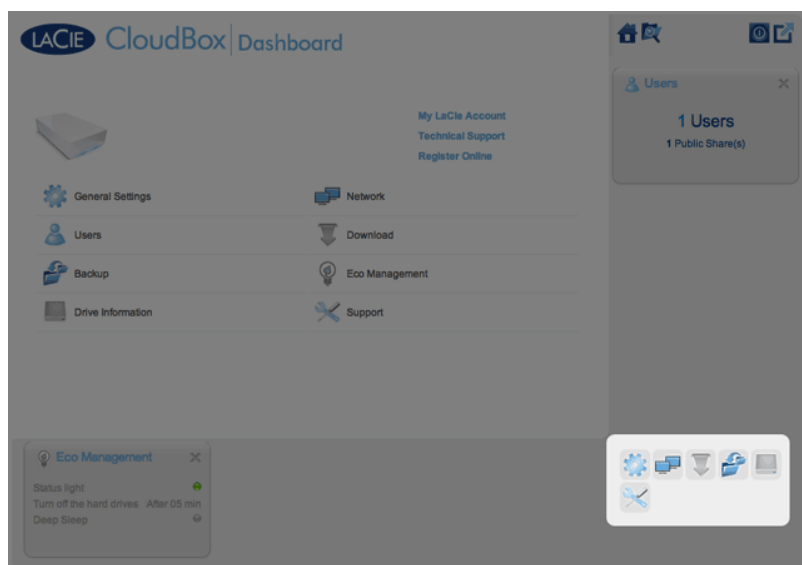 LACIE CloudBox Dashboard
My LaCie Account
Technical Support
Register Online
General Settings
Network
Users
Download
Backup
Eco Management
Drive Information
Support
Users
1 Users
1 Public Share(s)
Eco Management
Status light
Turn off the hard drives After 05 min
Deep Sleep